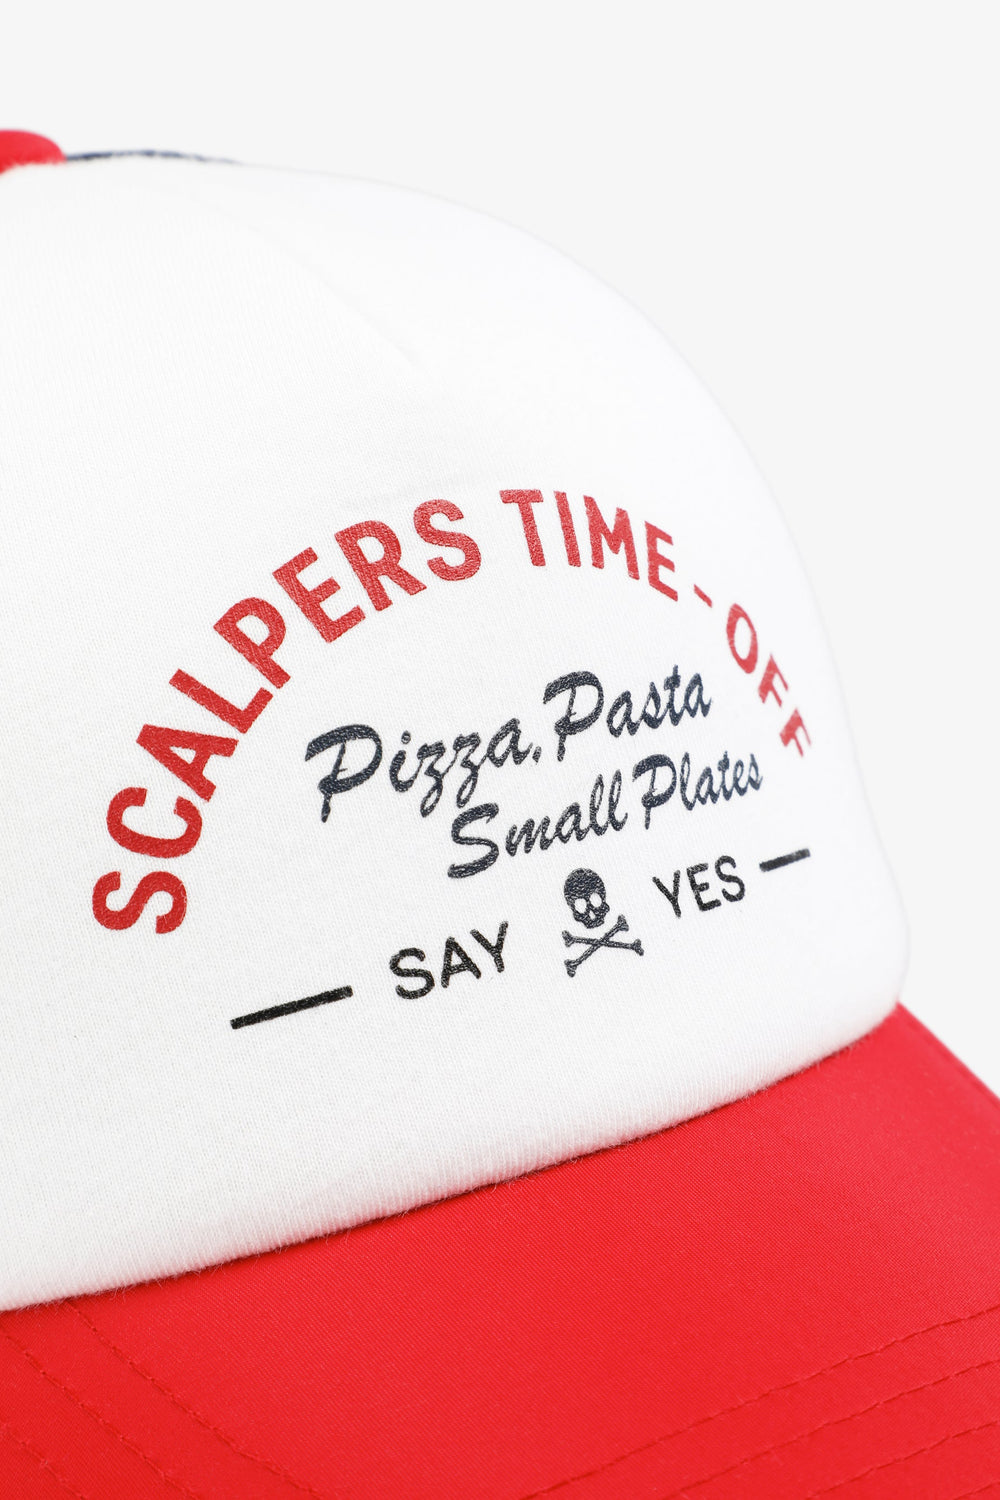 SCALPERS TIME-OFF
Pizza, Pasta
Small Plates
SAY YES